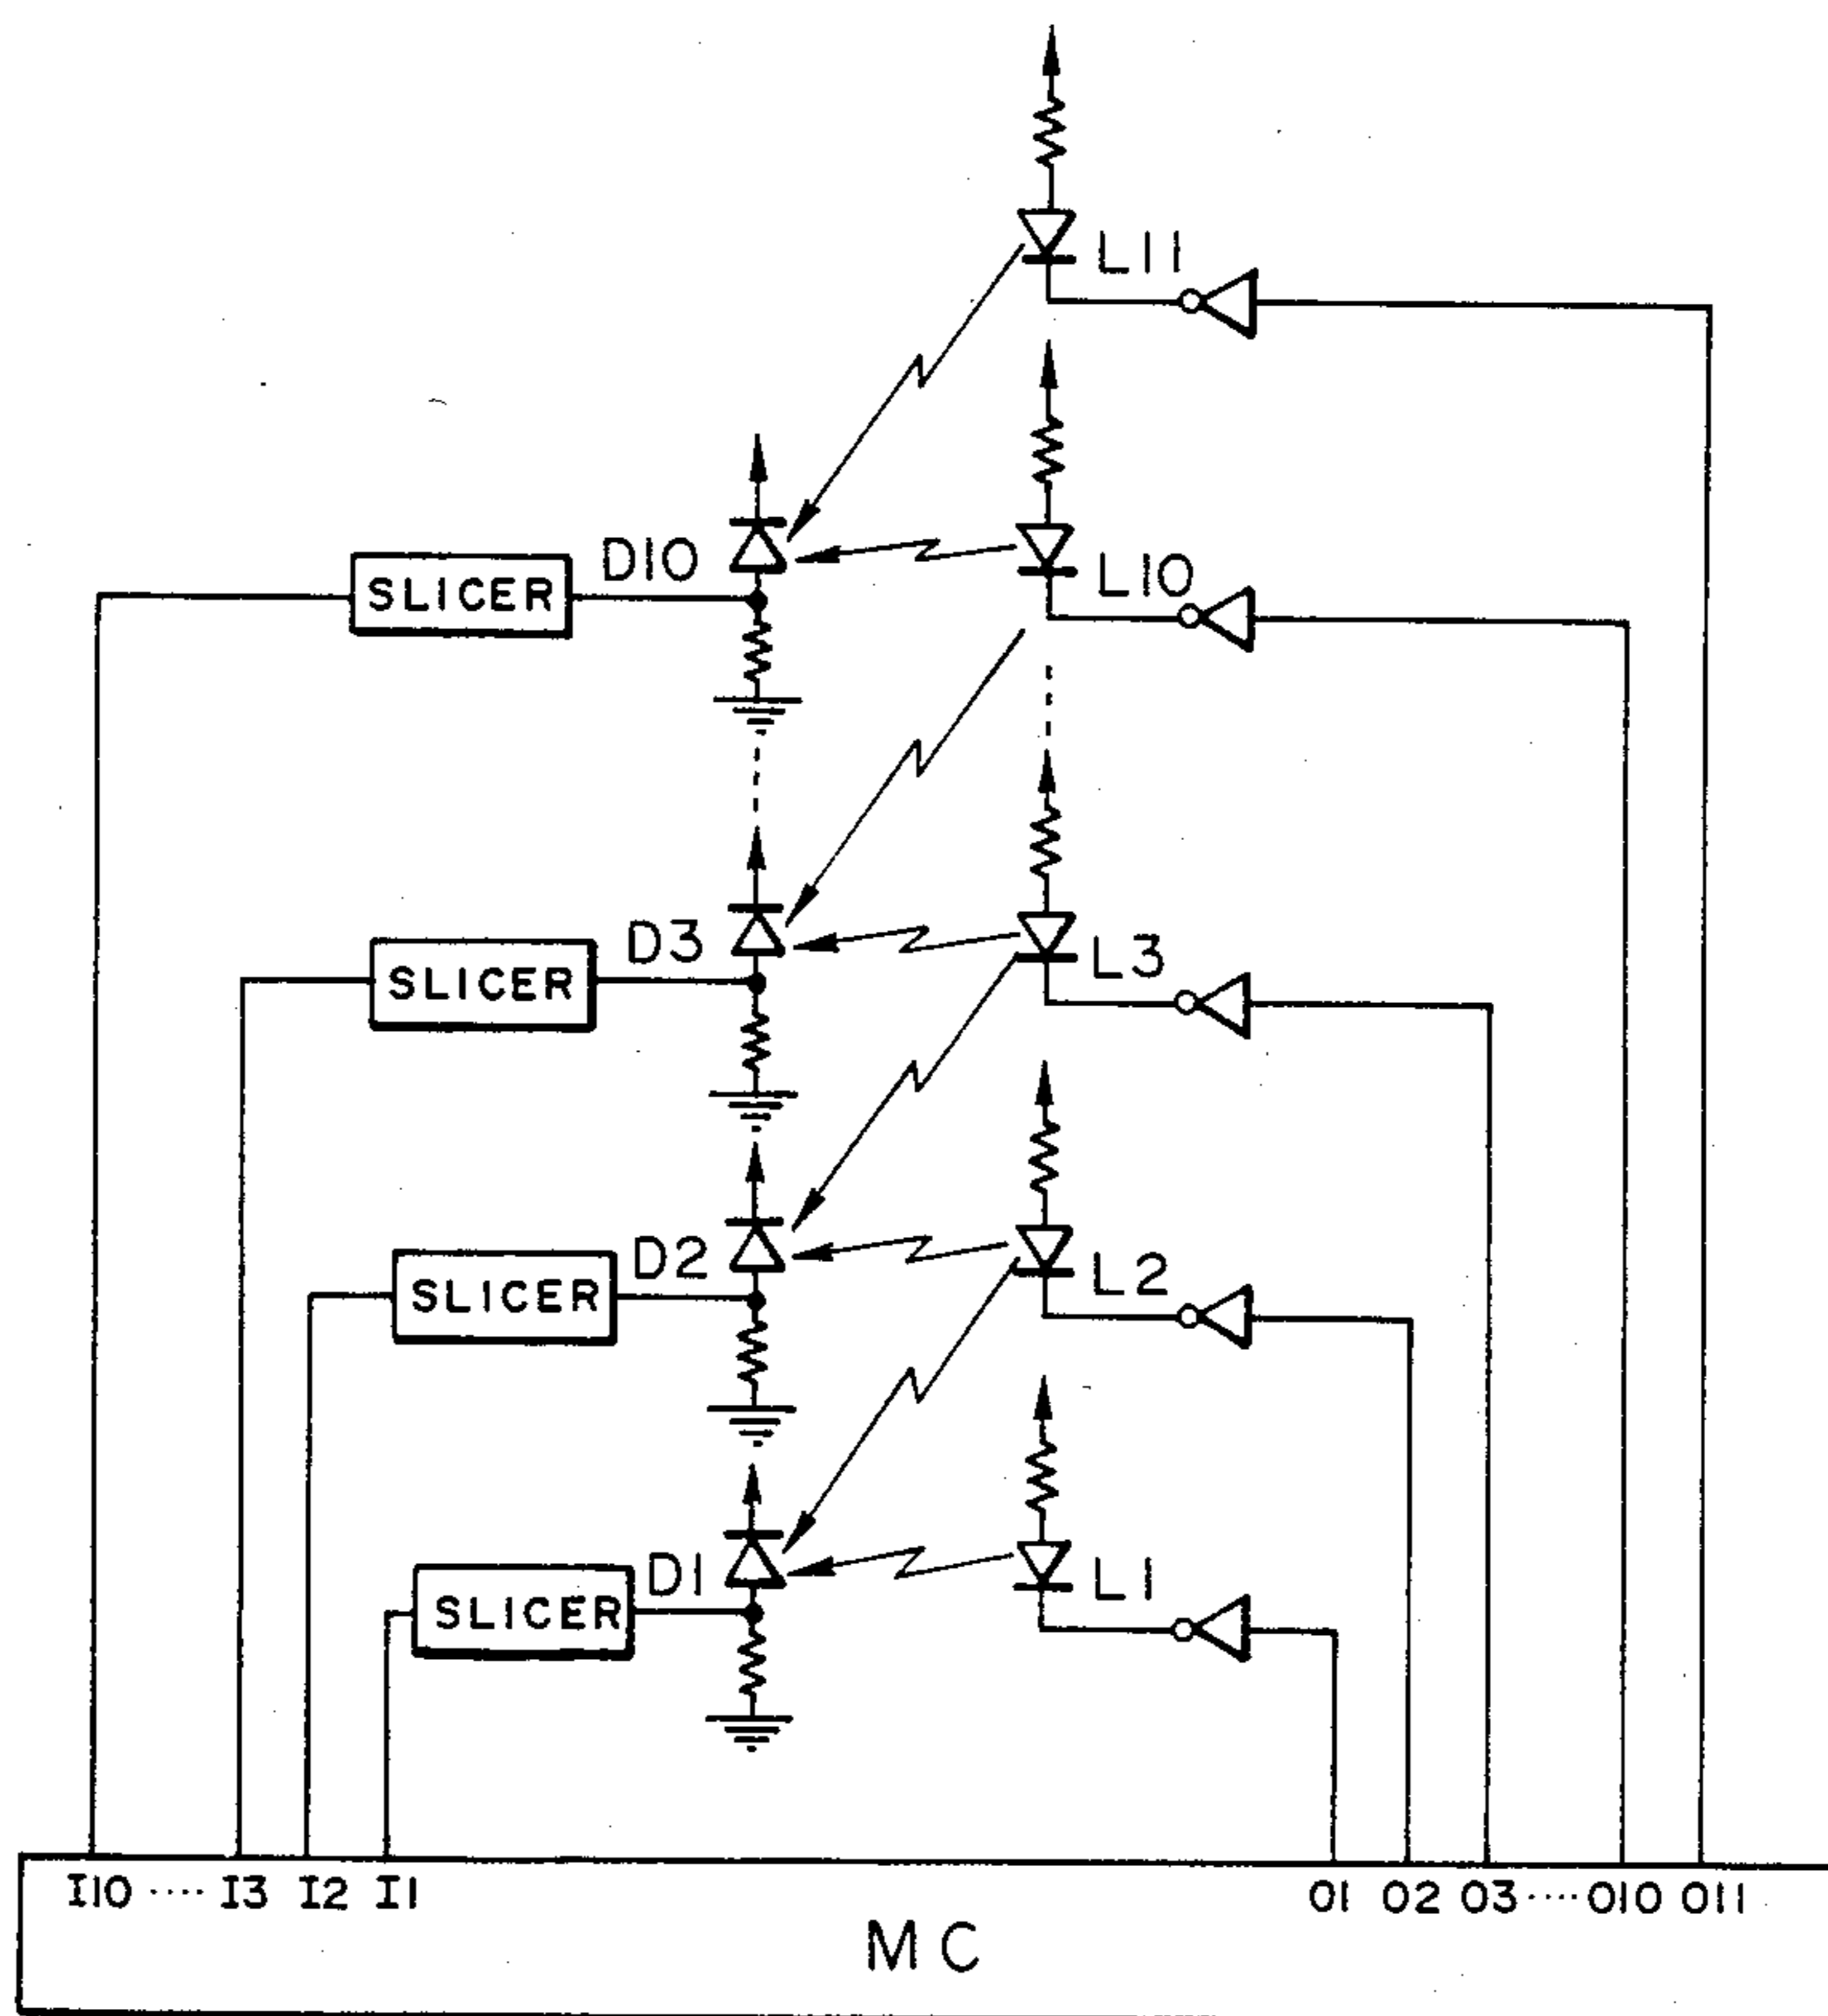 L11
D10
L10
SLICER
D3
L3
SLICER
D2
L2
SLICER
D1
L1
SLICER
I10 ···· I3 I2 I1
O1 O2 O3 ···· O10 O11
MC